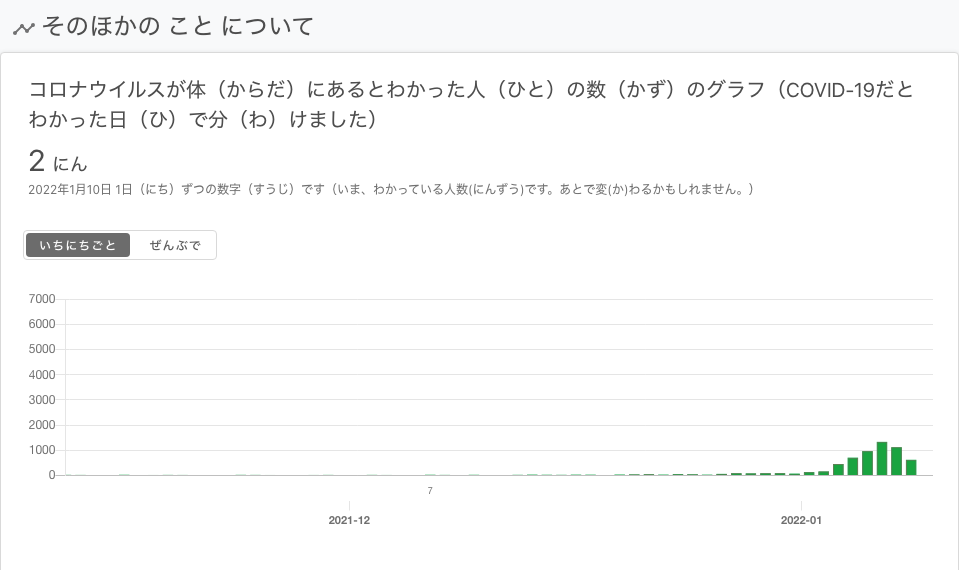 そのほかの こと について
コロナウイルスが体（からだ）にあるとわかった人（ひと）の数（かず）のグラフ（COVID-19だと
わかった日（ひ）で分（わ）けました）
2 にん
2022年1月10日 1日（にち）ずつの数字（すうじ）です（いま、わかっている人数(にんずう)です。あとで変(か)わるかもしれません。）
いちにちごと ぜんぶで
7000
6000
5000
4000
3000
2000
1000
0
7
2021-12 2022-01